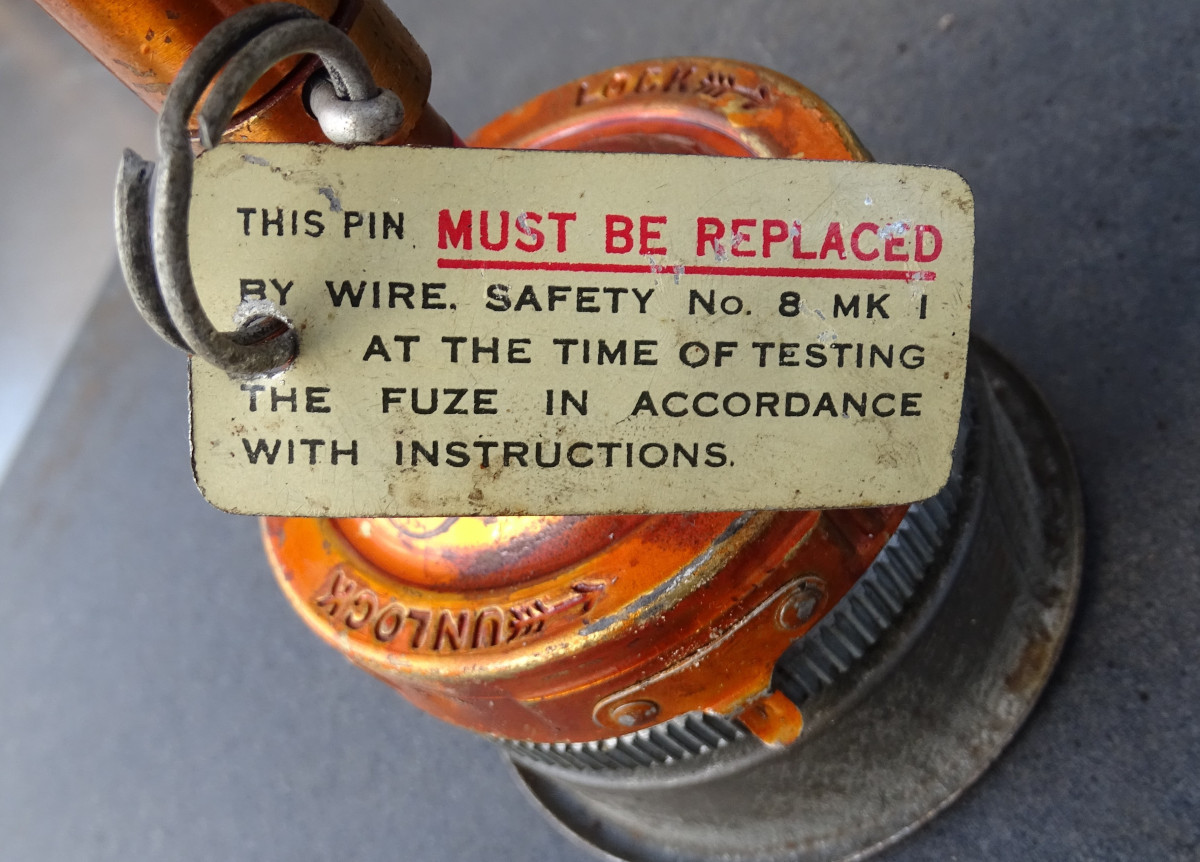 LOCK
THIS PIN MUST BE REPLACED
BY WIRE. SAFETY No. 8 MK I
AT THE TIME OF TESTING
THE FUZE IN ACCORDANCE
WITH INSTRUCTIONS.
UNLOCK